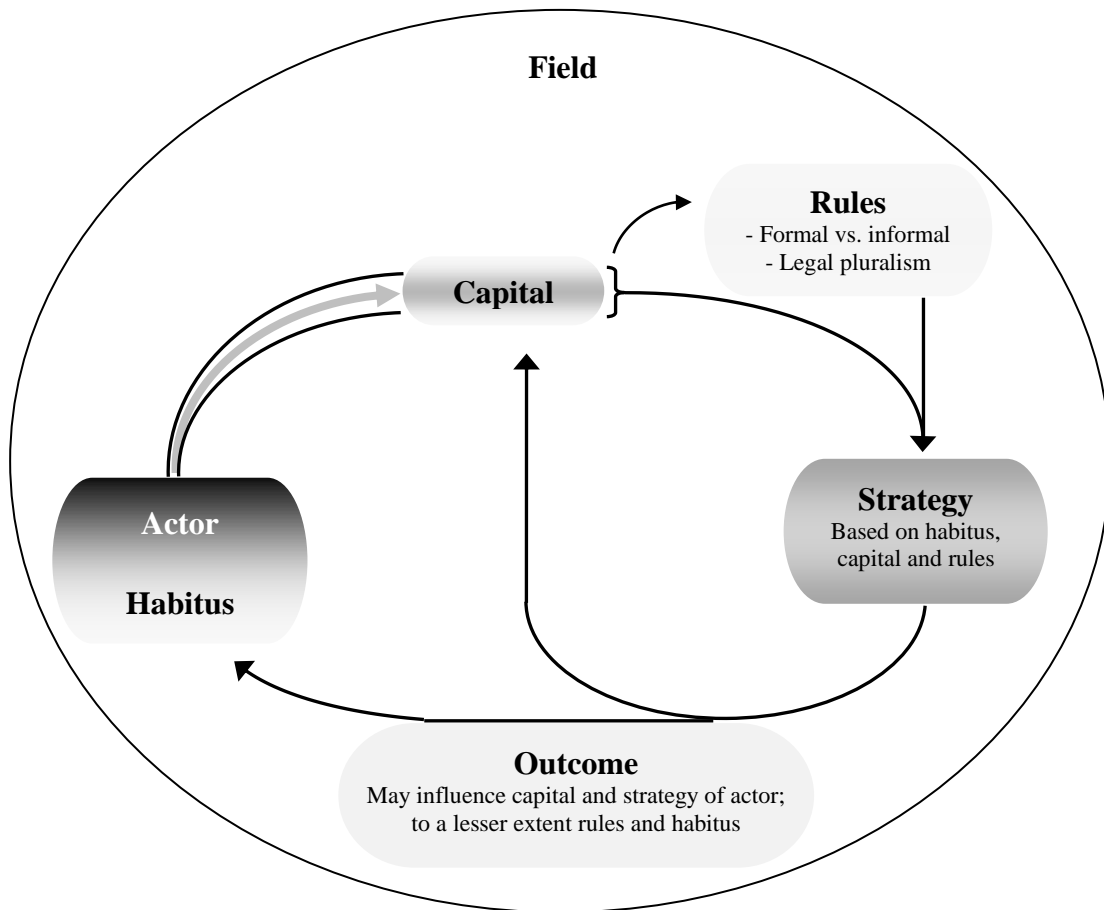 Field
Rules
- Formal vs. informal
- Legal pluralism
Capital
Strategy
Based on habitus,
capital and rules
Actor
Habitus
Outcome
May influence capital and strategy of actor;
to a lesser extent rules and habitus